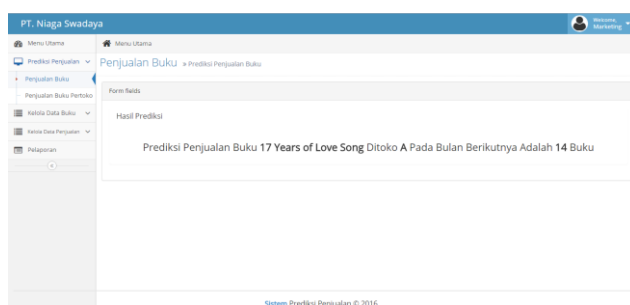 PT. Niaga Swadaya
Welcome,
Marketing
Menu Utama
Prediksi Penjualan
Penjualan Buku
Penjualan Buku Pertoko
Kelola Data Buku
Kelola Data Penjualan
Pelaporan
Menu Utama
Penjualan Buku » Prediksi Penjualan Buku
Form fields
Hasil Prediksi
Prediksi Penjualan Buku 17 Years of Love Song Ditoko A Pada Bulan Berikutnya Adalah 14 Buku
Sistem Prediksi Penjualan © 2016